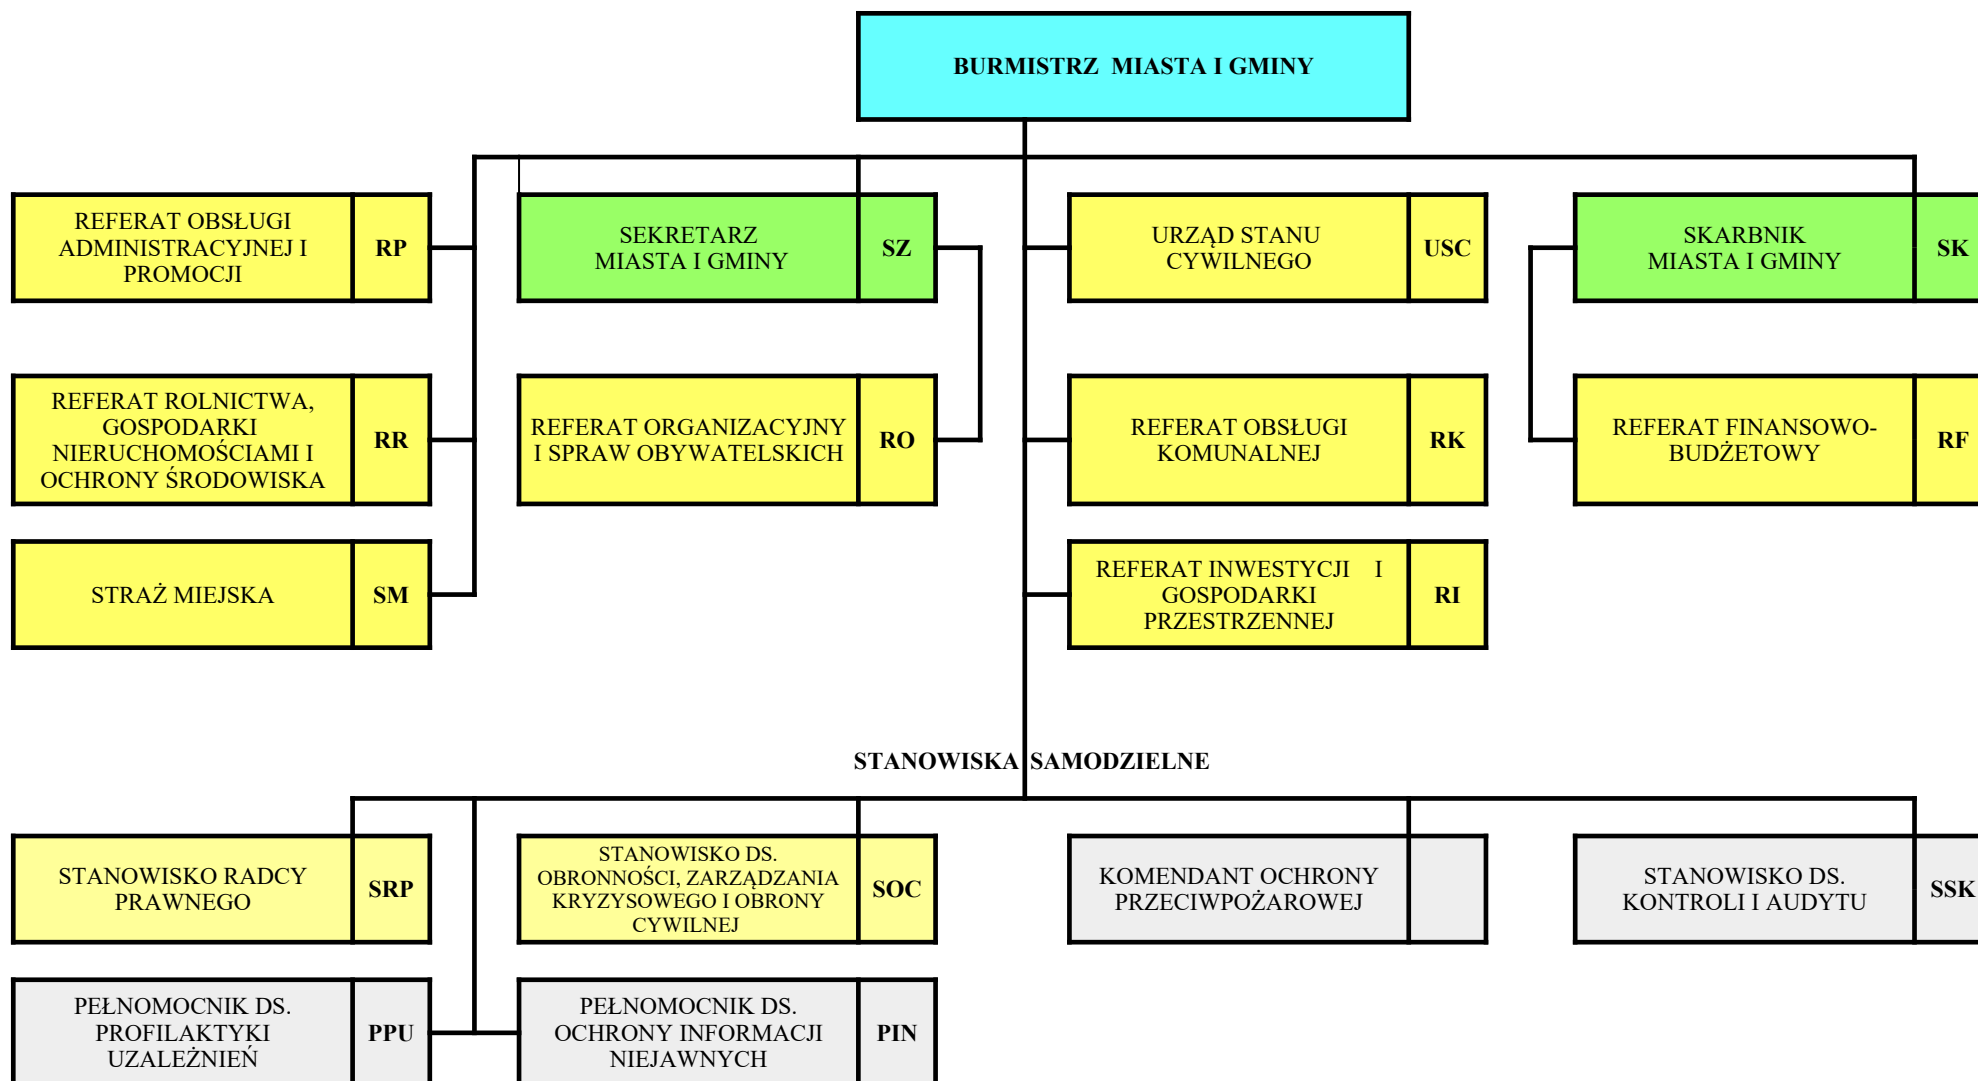 BURMISTRZ MIASTA I GMINY
REFERAT OBSŁUGI
ADMINISTRACYJNEJ I
PROMOCJI
RP
SEKRETARZ
MIASTA I GMINY
SZ
URZĄD STANU
CYWILNEGO
USC
SKARBNIK
MIASTA I GMINY
SK
REFERAT ROLNICTWA,
GOSPODARKI
NIERUCHOMOŚCIAMI I
OCHRONY ŚRODOWISKA
RR
REFERAT ORGANIZACYJNY
I SPRAW OBYWATELSKICH
RO
REFERAT OBSŁUGI
KOMUNALNEJ
RK
REFERAT FINANSOWO-
BUDŻETOWY
RF
STRAŻ MIEJSKA
SM
REFERAT INWESTYCJI I
GOSPODARKI
PRZESTRZENNEJ
RI
STANOWISKA SAMODZIELNE
STANOWISKO RADCY
PRAWNEGO
SRP
STANOWISKO DS.
OBRONNOŚCI, ZARZĄDZANIA
KRYZYSOWEGO I OBRONY
CYWILNEJ
SOC
KOMENDANT OCHRONY
PRZECIWPOŻAROWEJ
STANOWISKO DS.
KONTROLI I AUDYTU
SSK
PEŁNOMOCNIK DS.
PROFILAKTYKI
UZALEŻNIEŃ
PPU
PEŁNOMOCNIK DS.
OCHRONY INFORMACJI
NIEJAWNYCH
PIN